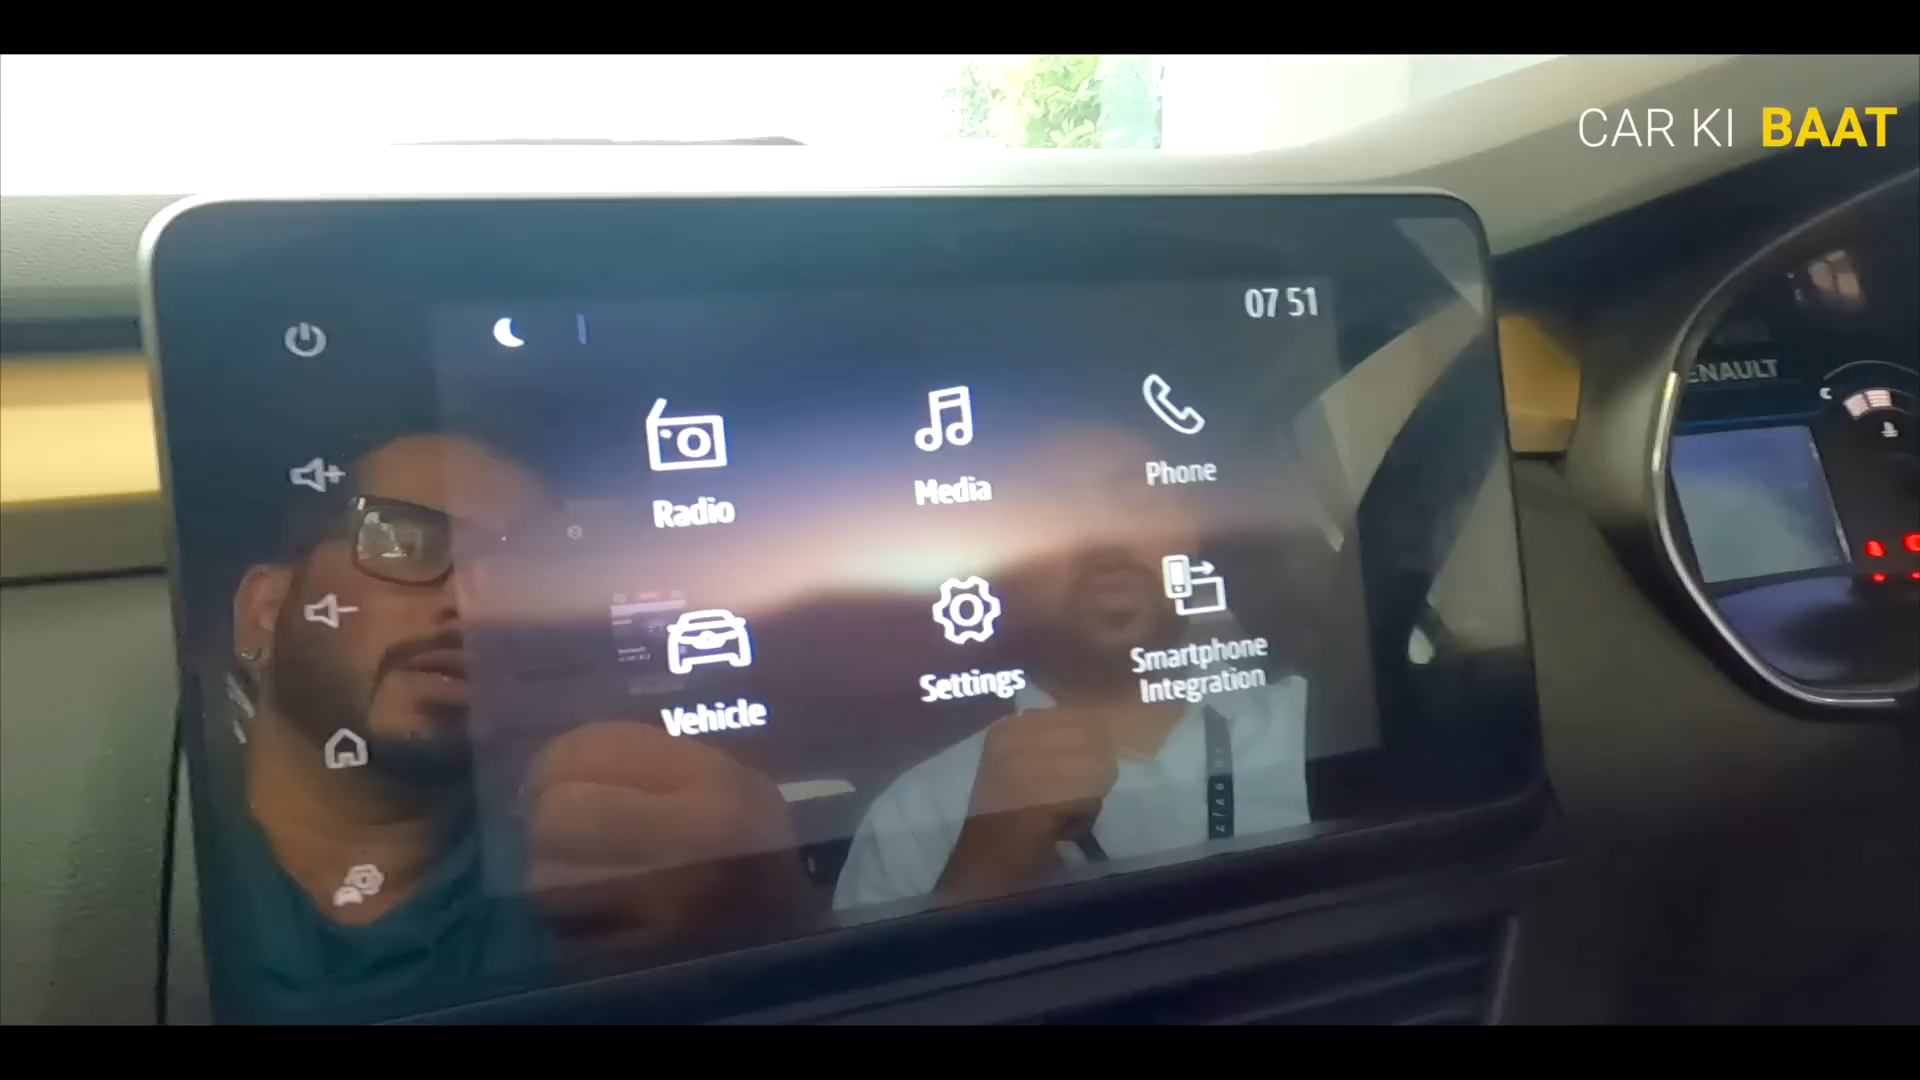 CAR KI BAAT
07 51
Radio
Media
Phone
ENAULT
Vehicle
Settings
Smartphone
Integration